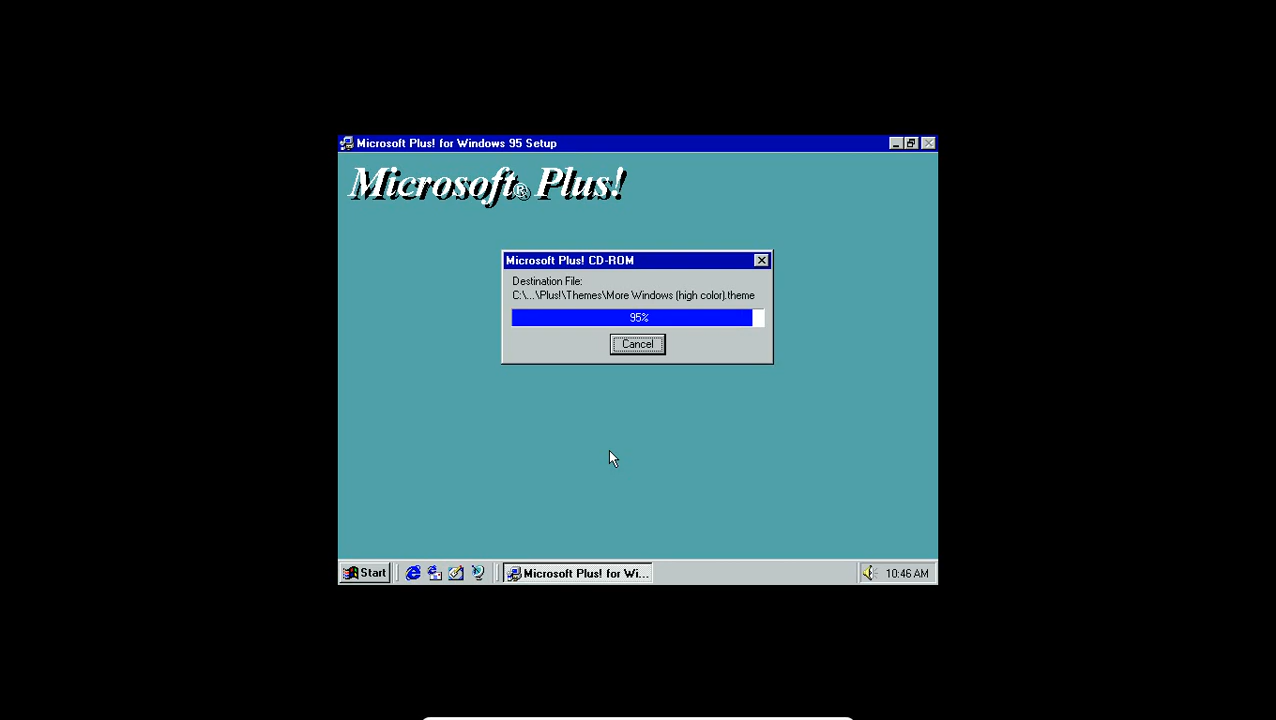 Microsoft Plus! for Windows 95 Setup
Microsoft® Plus!
Microsoft Plus! CD-ROM
Destination File:
C:\...\Plus!\Themes\More Windows (high color).theme
95%
Cancel
Start
Microsoft Plus! for Wi...
10:46 AM